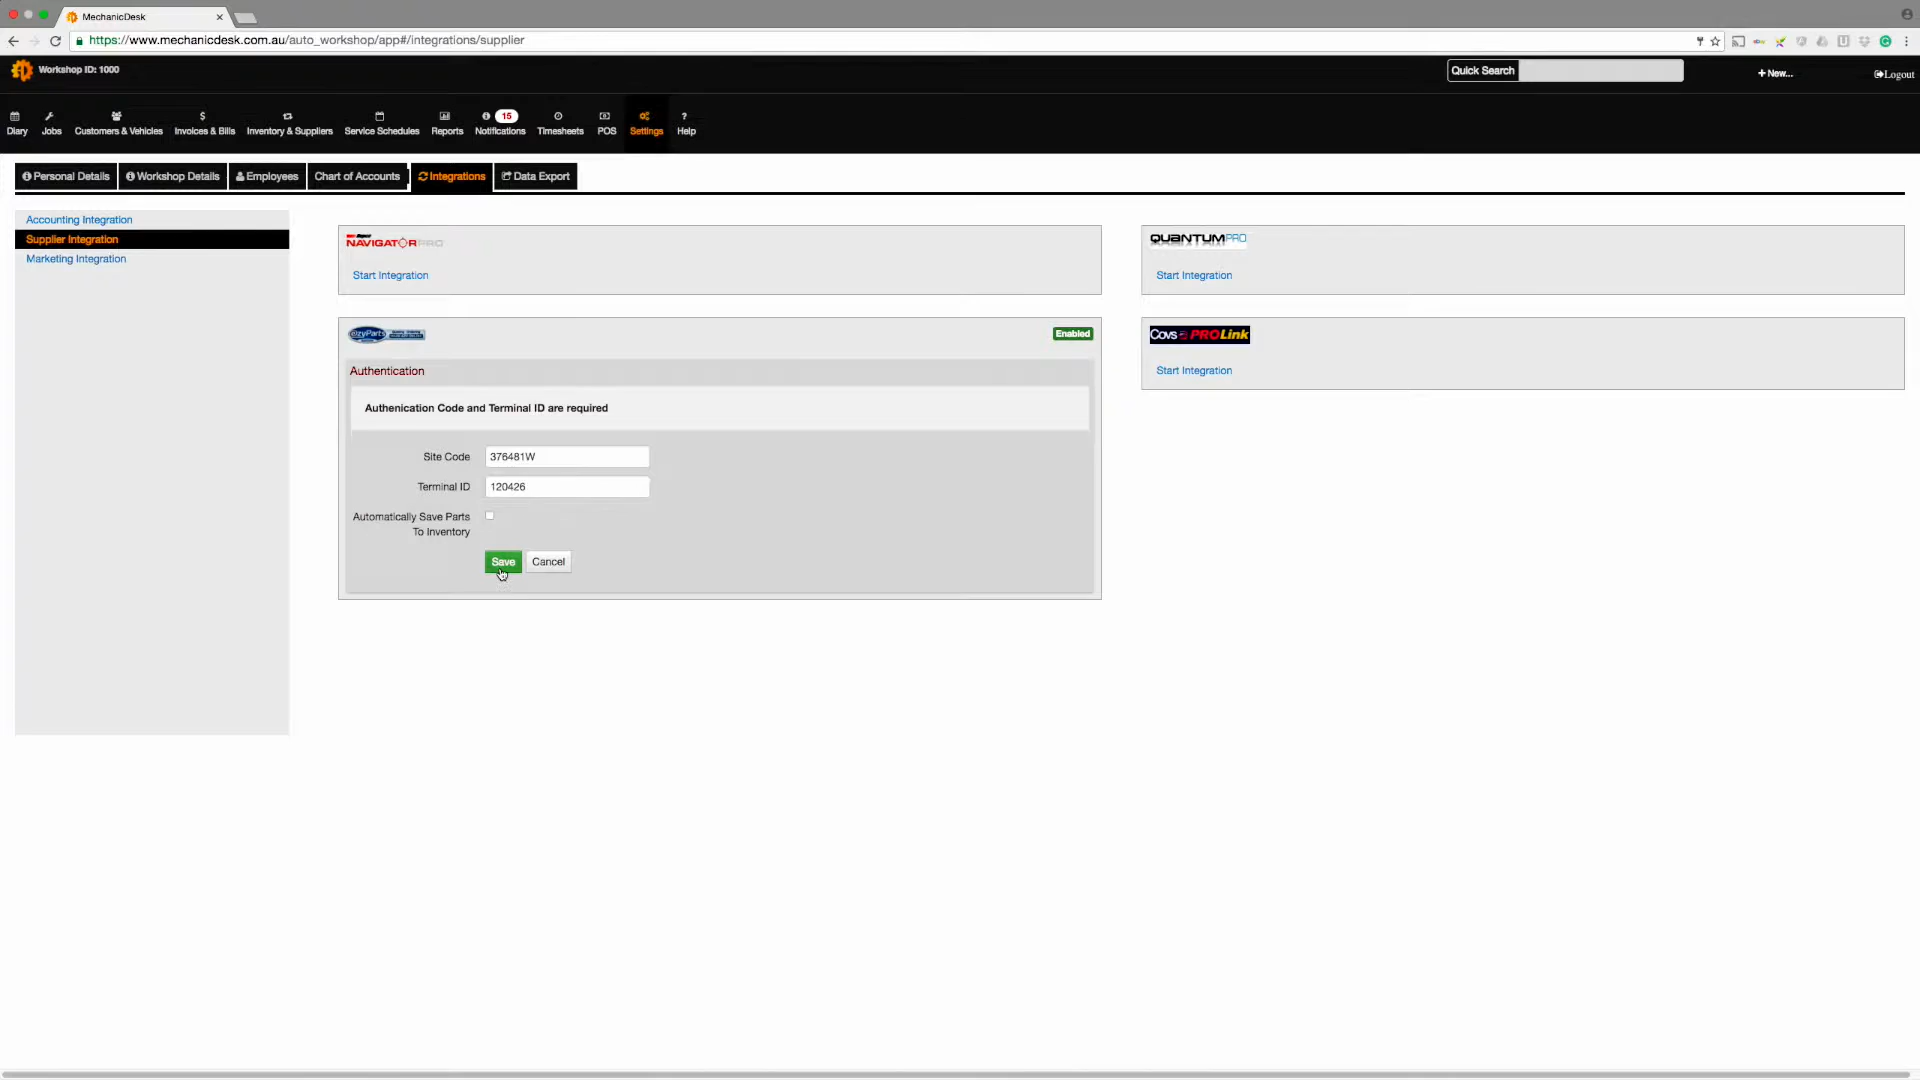 MechanicDesk
https://www.mechanicdesk.com.au/auto_workshop/app#/integrations/supplier
Workshop ID: 1000
Quick Search
+ New...
Logout
Diary
Jobs
Customers & Vehicles
$
Invoices & Bills
Inventory & Suppliers
Service Schedules
Reports
15
Notifications
Timesheets
POS
Settings
?
Help
Personal Details
Workshop Details
Employees
Chart of Accounts
Integrations
Data Export
Accounting Integration
Supplier Integration
Marketing Integration
NAVIGATOR PRO
Start Integration
QUANTUMPRO
Start Integration
ezyParts
Enabled
Authentication
Authenication Code and Terminal ID are required
Site Code
376481W
Terminal ID
120426
Automatically Save Parts
To Inventory
Save
Cancel
Covs PROLink
Start Integration